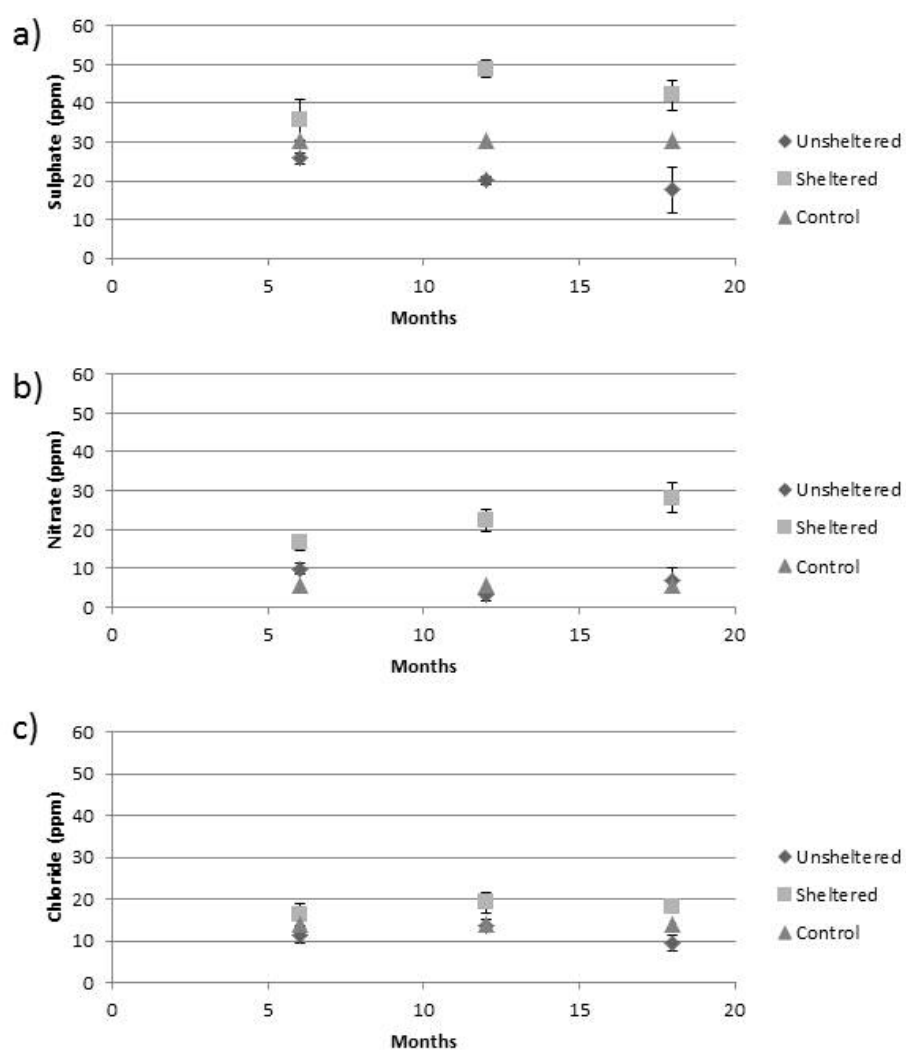 a)
Sulphate (ppm)
60
50
40
30
20
10
0
0 5 10 15 20
Months
Unsheltered
Sheltered
Control
b)
Nitrate (ppm)
60
50
40
30
20
10
0
0 5 10 15 20
Months
Unsheltered
Sheltered
Control
c)
Chloride (ppm)
60
50
40
30
20
10
0
0 5 10 15 20
Months
Unsheltered
Sheltered
Control